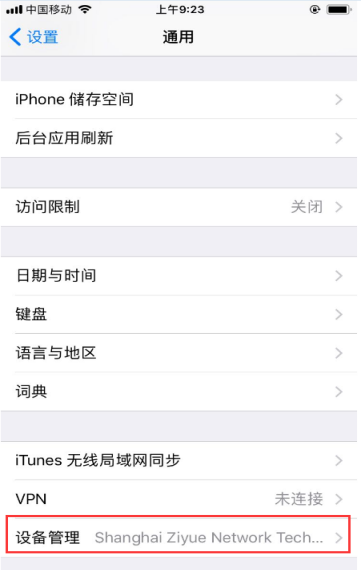 中国移动 上午9:23
设置 通用
iPhone 储存空间
后台应用刷新
访问限制 关闭
日期与时间
键盘
语言与地区
词典
iTunes 无线局域网同步
VPN 未连接
设备管理 Shanghai Ziyue Network Tech...